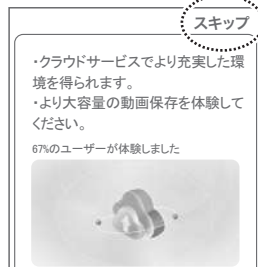 スキップ
・クラウドサービスでより充実した環
境を得られます。
・より大容量の動画保存を体験して
ください。
67%のユーザーが体験しました